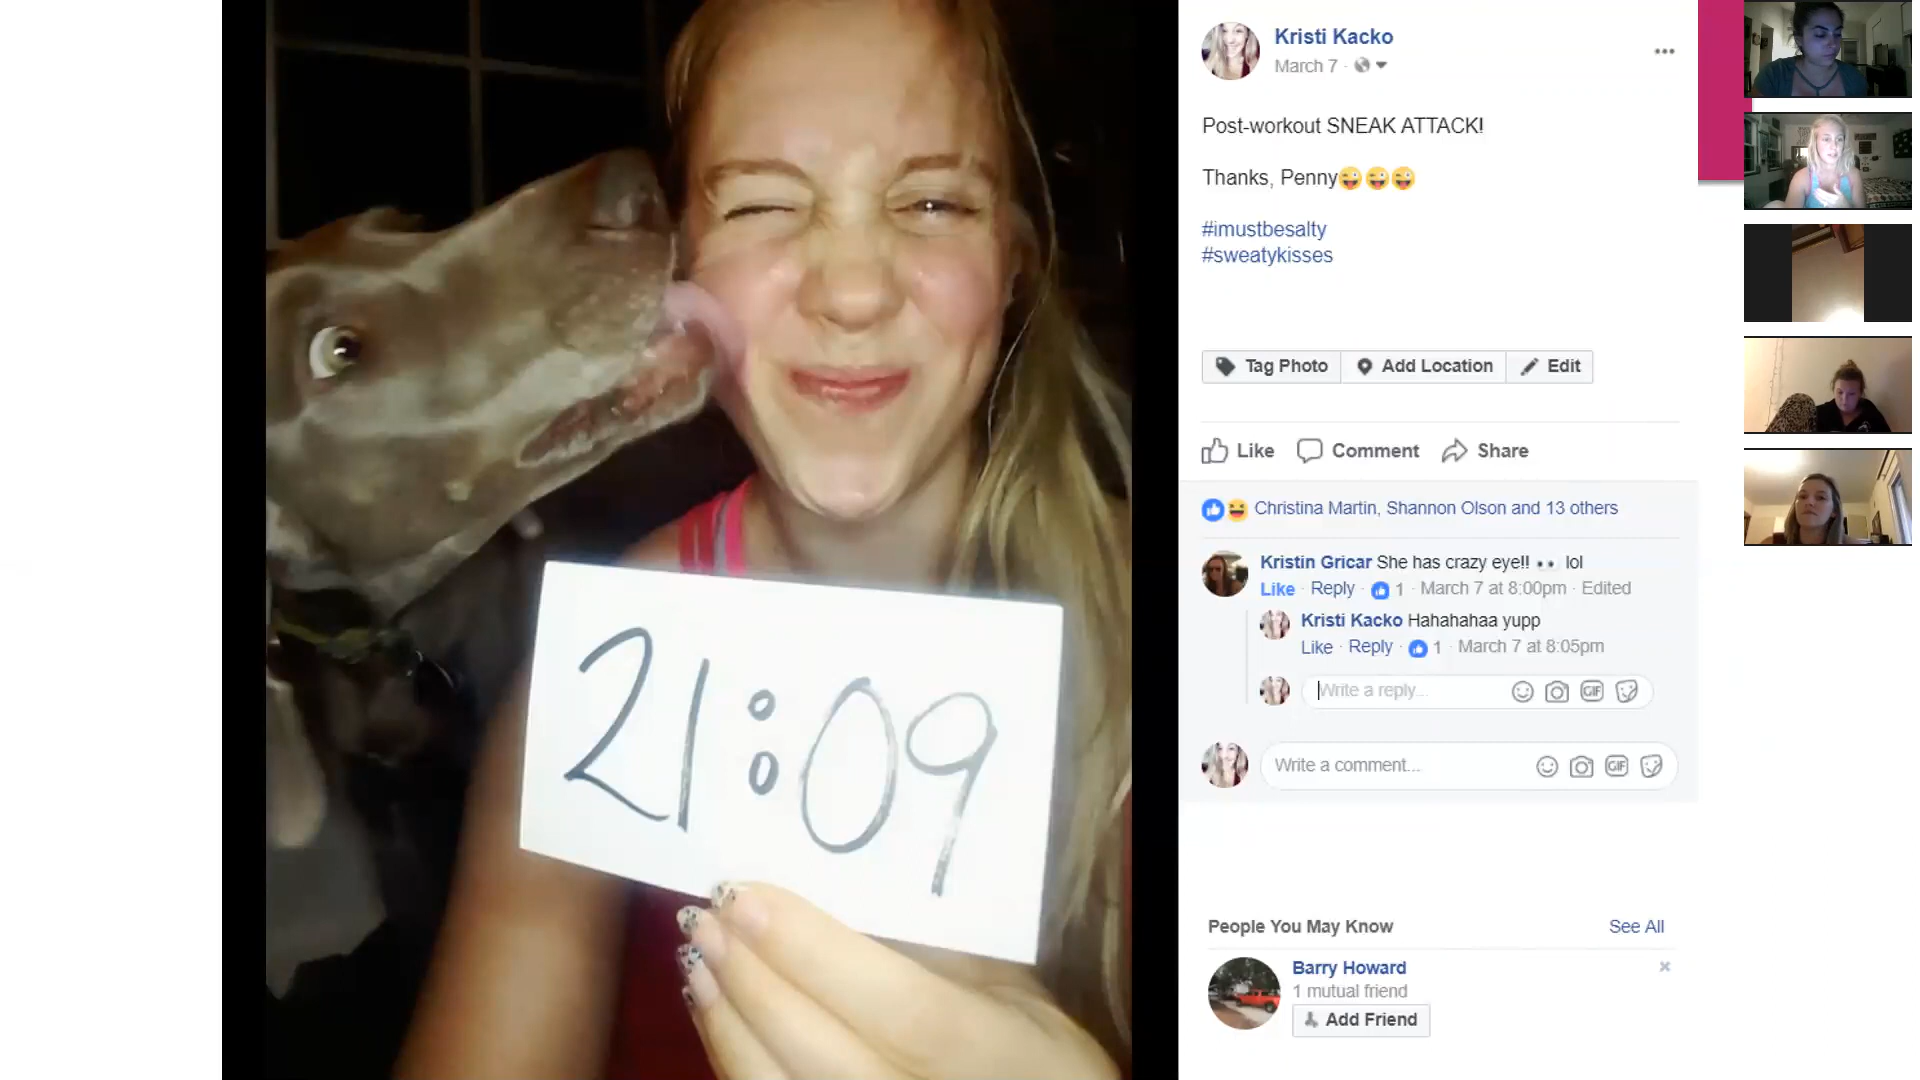 21:09
Kristi Kacko
March 7 ·
Post-workout SNEAK ATTACK!
Thanks, Penny😜😜😜
#imustbesalty
#sweatykisses
Tag Photo Add Location Edit
Like Comment Share
Christina Martin, Shannon Olson and 13 others
Kristin Gricar She has crazy eye!! 👀 lol
Like · Reply · 1 · March 7 at 8:00pm · Edited
Kristi Kacko Hahahahaa yupp
Like · Reply · 1 · March 7 at 8:05pm
Write a reply...
GIF
Write a comment...
GIF
People You May Know See All
Barry Howard
1 mutual friend
Add Friend